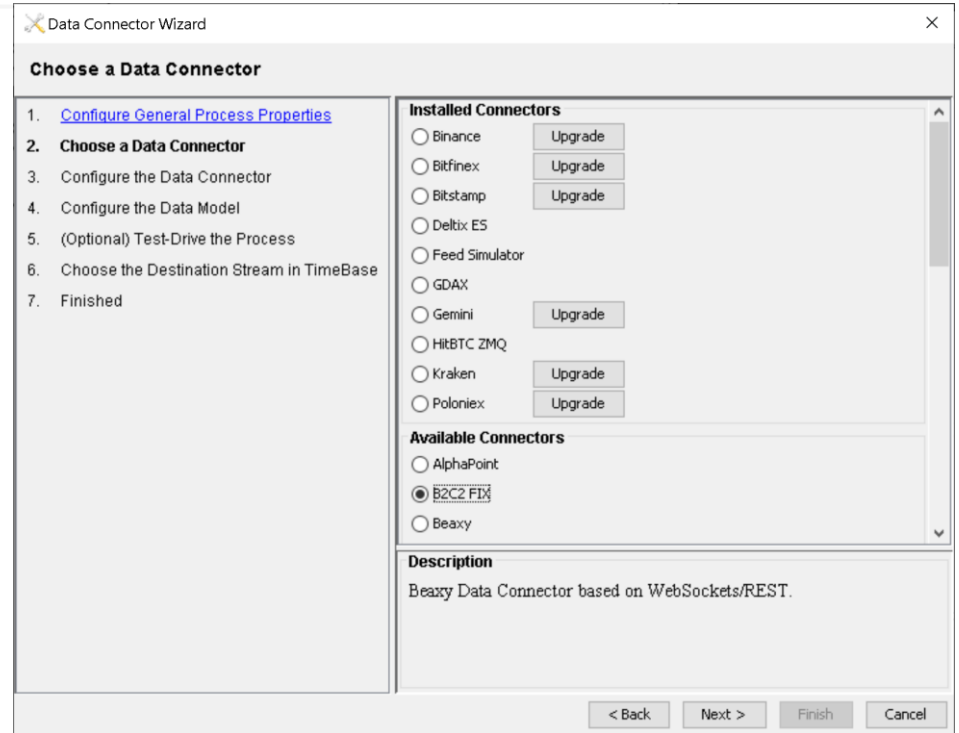 Data Connector Wizard
Choose a Data Connector
1. Configure General Process Properties
2. Choose a Data Connector
3. Configure the Data Connector
4. Configure the Data Model
5. (Optional) Test-Drive the Process
6. Choose the Destination Stream in TimeBase
7. Finished
Installed Connectors
Binance Upgrade
Bitfinex Upgrade
Bitstamp Upgrade
Deltix ES
Feed Simulator
GDAX
Gemini Upgrade
HitBTC ZMQ
Kraken Upgrade
Poloniex Upgrade
Available Connectors
AlphaPoint
B2C2 FIX
Beaxy
Description
Beaxy Data Connector based on WebSockets/REST.
< Back Next > Finish Cancel